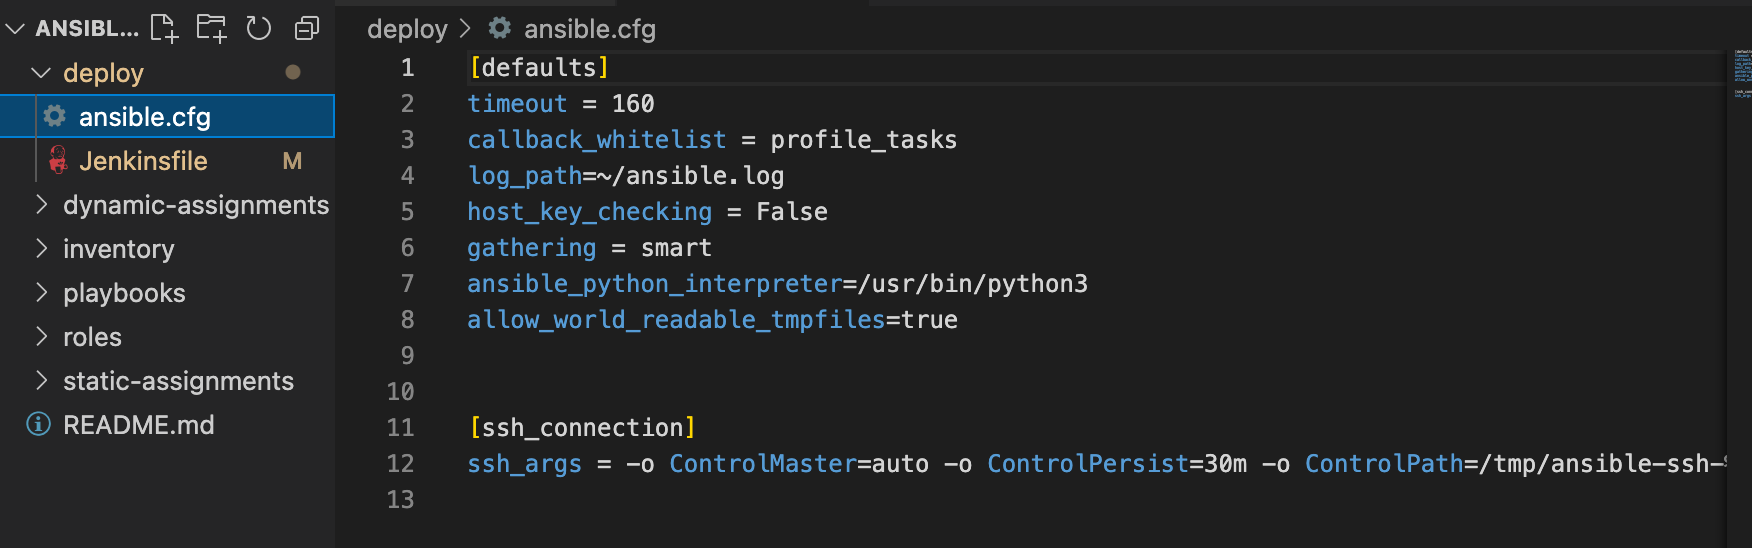 ANSIBL...
deploy
ansible.cfg
Jenkinsfile M
dynamic-assignments
inventory
playbooks
roles
static-assignments
README.md
deploy > ansible.cfg
1 [defaults]
2 timeout = 160
3 callback_whitelist = profile_tasks
4 log_path=~/ansible.log
5 host_key_checking = False
6 gathering = smart
7 ansible_python_interpreter=/usr/bin/python3
8 allow_world_readable_tmpfiles=true
9
10
11 [ssh_connection]
12 ssh_args = -o ControlMaster=auto -o ControlPersist=30m -o ControlPath=/tmp/ansible-ssh-
13